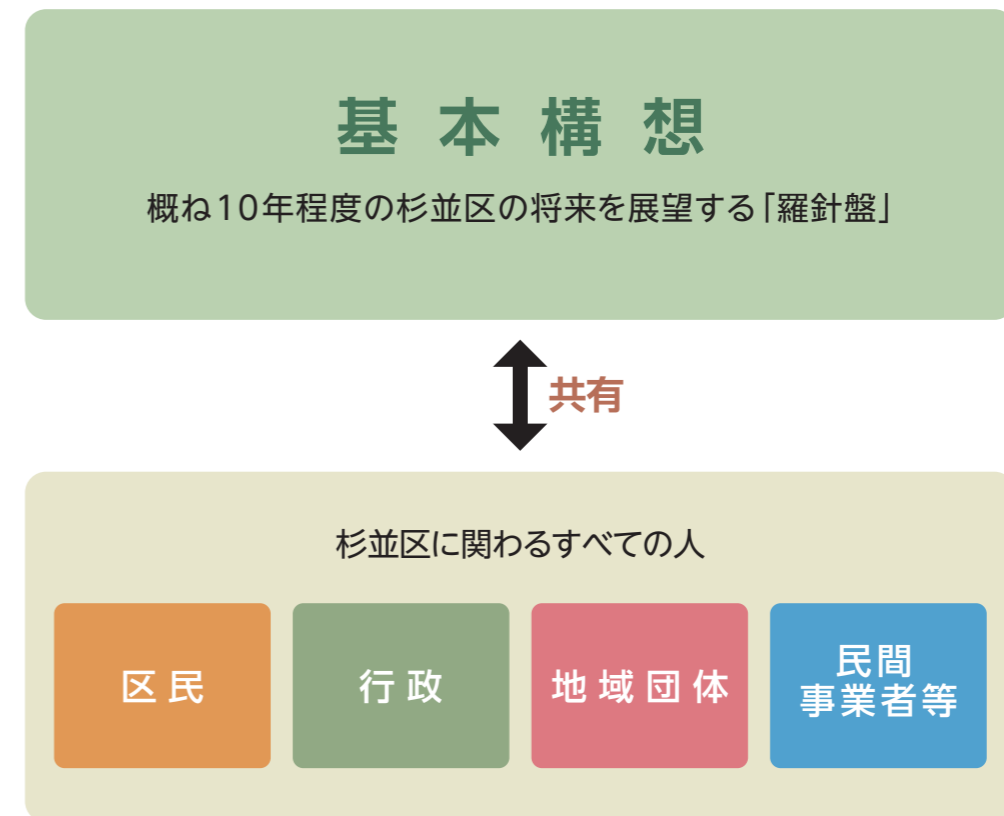 基本構想
概ね10年程度の杉並区の将来を展望する「羅針盤」
共有
杉並区に関わるすべての人
区民
行政
地域団体
民間
事業者等